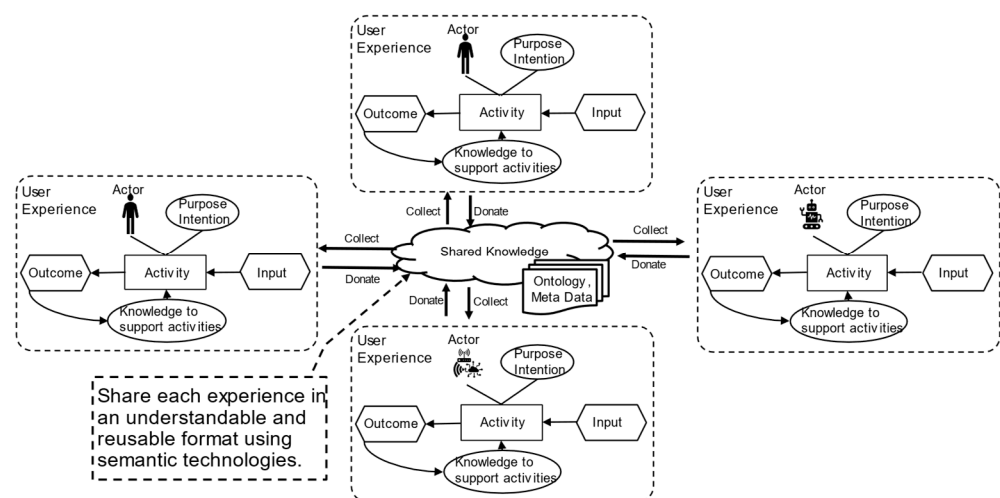 User
Experience
Actor
Purpose
Intention
Outcome
Activity
Input
Knowledge to
support activities
Collect
Donate
User
Experience
Actor
Purpose
Intention
Outcome
Activity
Input
Knowledge to
support activities
Collect
Donate
Shared Knowledge
Ontology,
Meta Data
Collect
Donate
User
Experience
Actor
Purpose
Intention
Outcome
Activity
Input
Knowledge to
support activities
Donate
Collect
User
Experience
Actor
Purpose
Intention
Outcome
Activity
Input
Knowledge to
support activities
Share each experience in
an understandable and
reusable format using
semantic technologies.